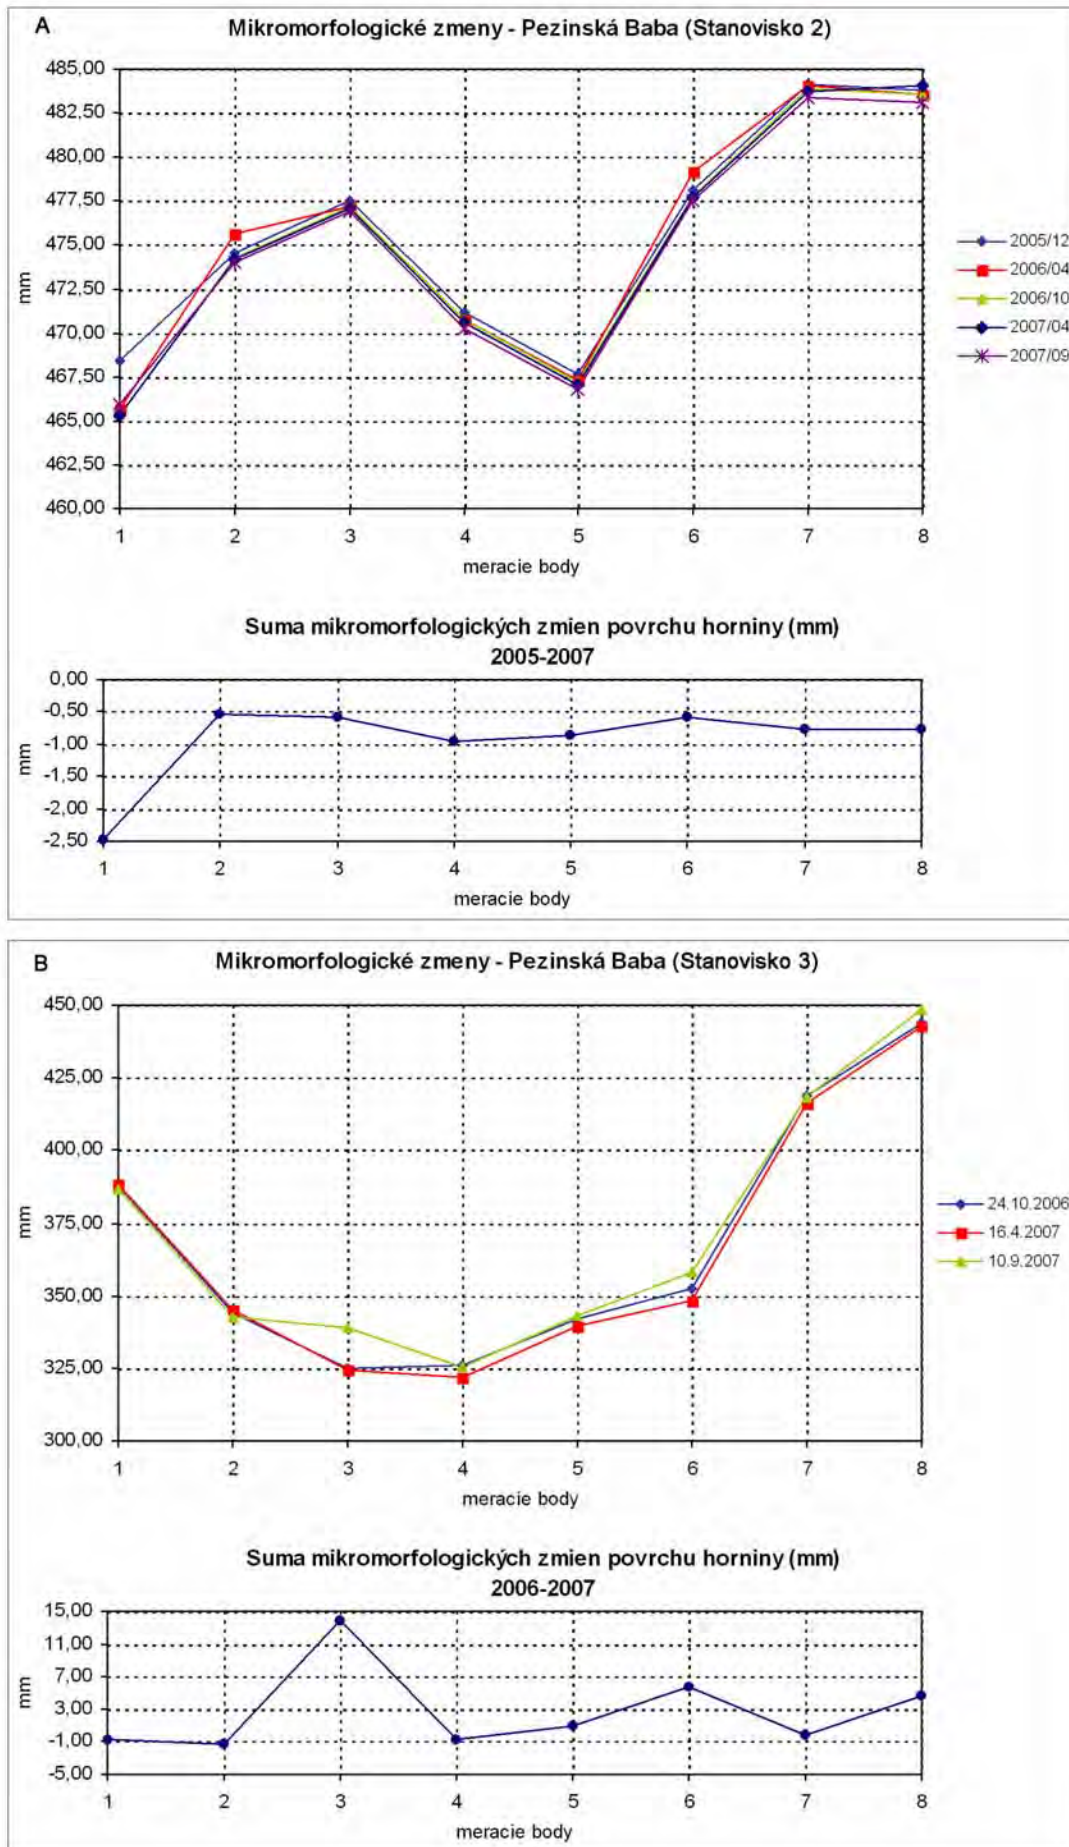 A
Mikromorfologické zmeny - Pezinská Baba (Stanovisko 2)
485,00
482,50
480,00
477,50
475,00
472,50
470,00
467,50
465,00
462,50
460,00
mm
1 2 3 4 5 6 7 8
meracie body
2005/12
2006/04
2006/10
2007/04
2007/09
Suma mikromorfologických zmien povrchu horniny (mm)
2005-2007
0,00
-0,50
-1,00
-1,50
-2,00
-2,50
mm
1 2 3 4 5 6 7 8
meracie body
B
Mikromorfologické zmeny - Pezinská Baba (Stanovisko 3)
450,00
425,00
400,00
375,00
350,00
325,00
300,00
mm
1 2 3 4 5 6 7 8
meracie body
24.10.2006
16.4.2007
10.9.2007
Suma mikromorfologických zmien povrchu horniny (mm)
2006-2007
15,00
11,00
7,00
3,00
-1,00
-5,00
mm
1 2 3 4 5 6 7 8
meracie body